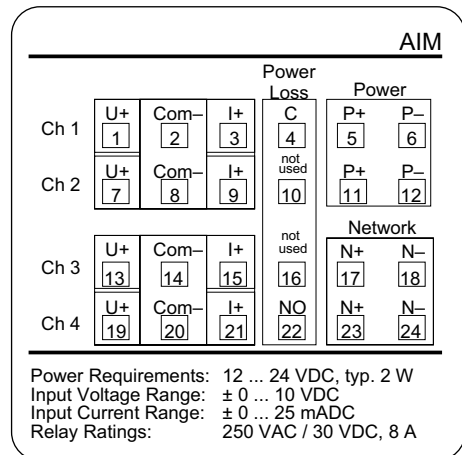 AIM
Power
Loss Power
U+ Com– I+ C P+ P–
Ch 1 1 2 3 4 5 6
U+ Com– I+ not used P+ P–
Ch 2 7 8 9 10 11 12
Network
U+ Com– I+ not used N+ N–
Ch 3 13 14 15 16 17 18
U+ Com– I+ NO N+ N–
Ch 4 19 20 21 22 23 24
Power Requirements: 12 ... 24 VDC, typ. 2 W
Input Voltage Range: ± 0 ... 10 VDC
Input Current Range: ± 0 ... 25 mADC
Relay Ratings: 250 VAC / 30 VDC, 8 A